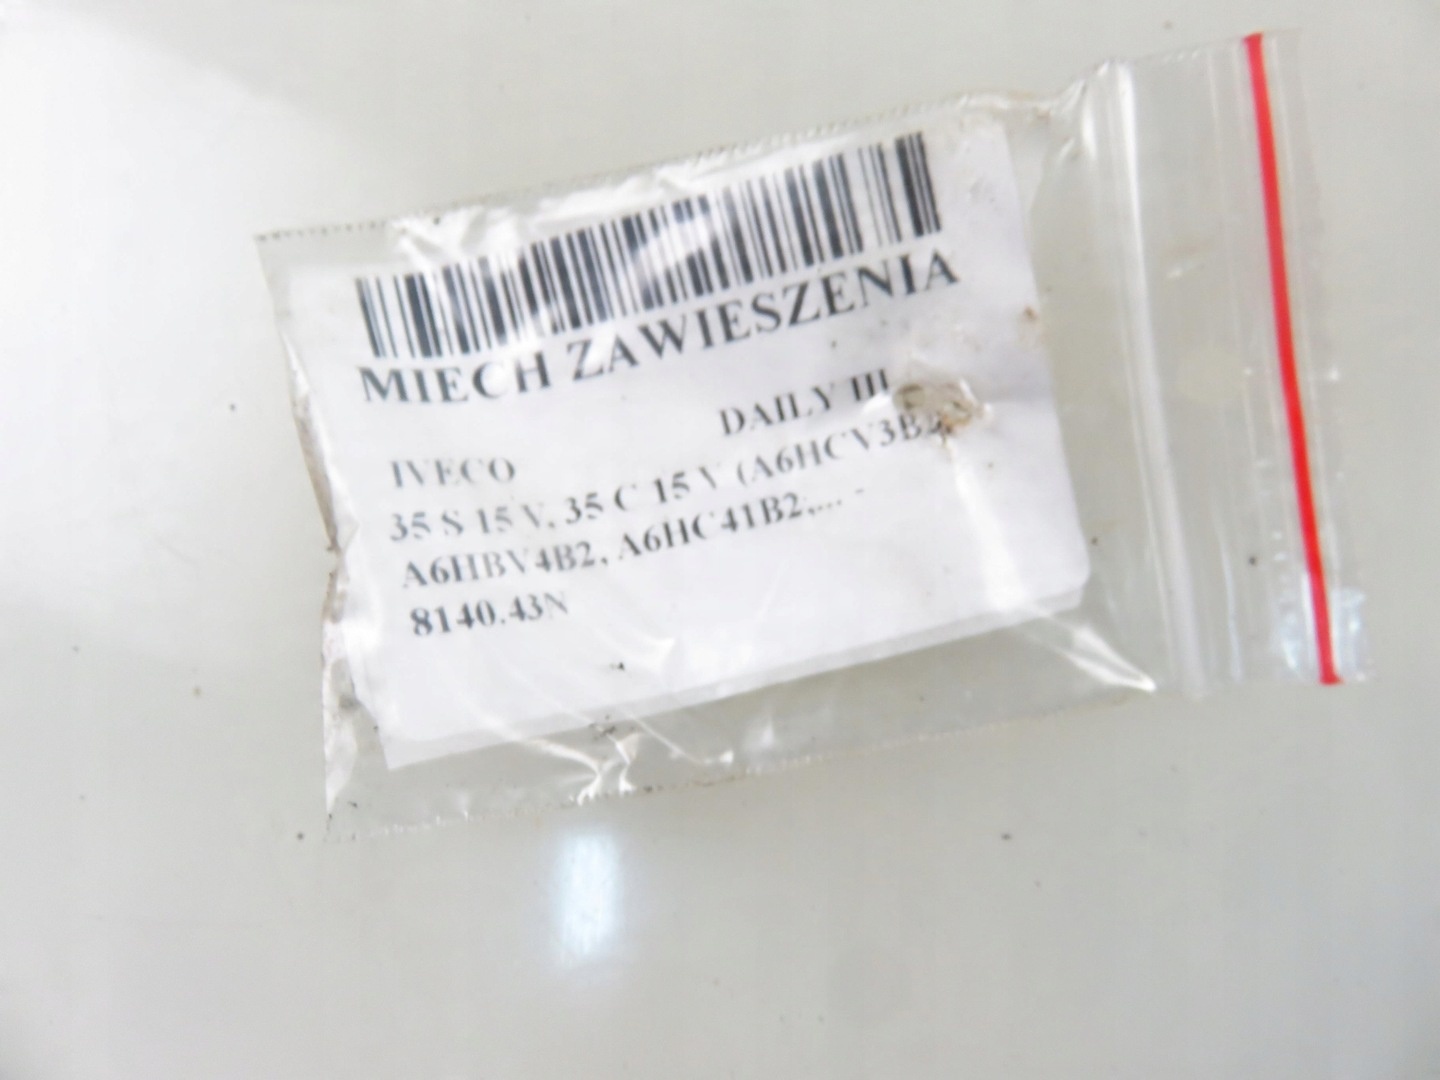 MIECH ZAWIESZENIA
IVECO DAILY III
35 S 15 V, 35 C 15 V (A6HCV3B2,
A6HBV4B2, A6HC41B2,... -
8140.43N